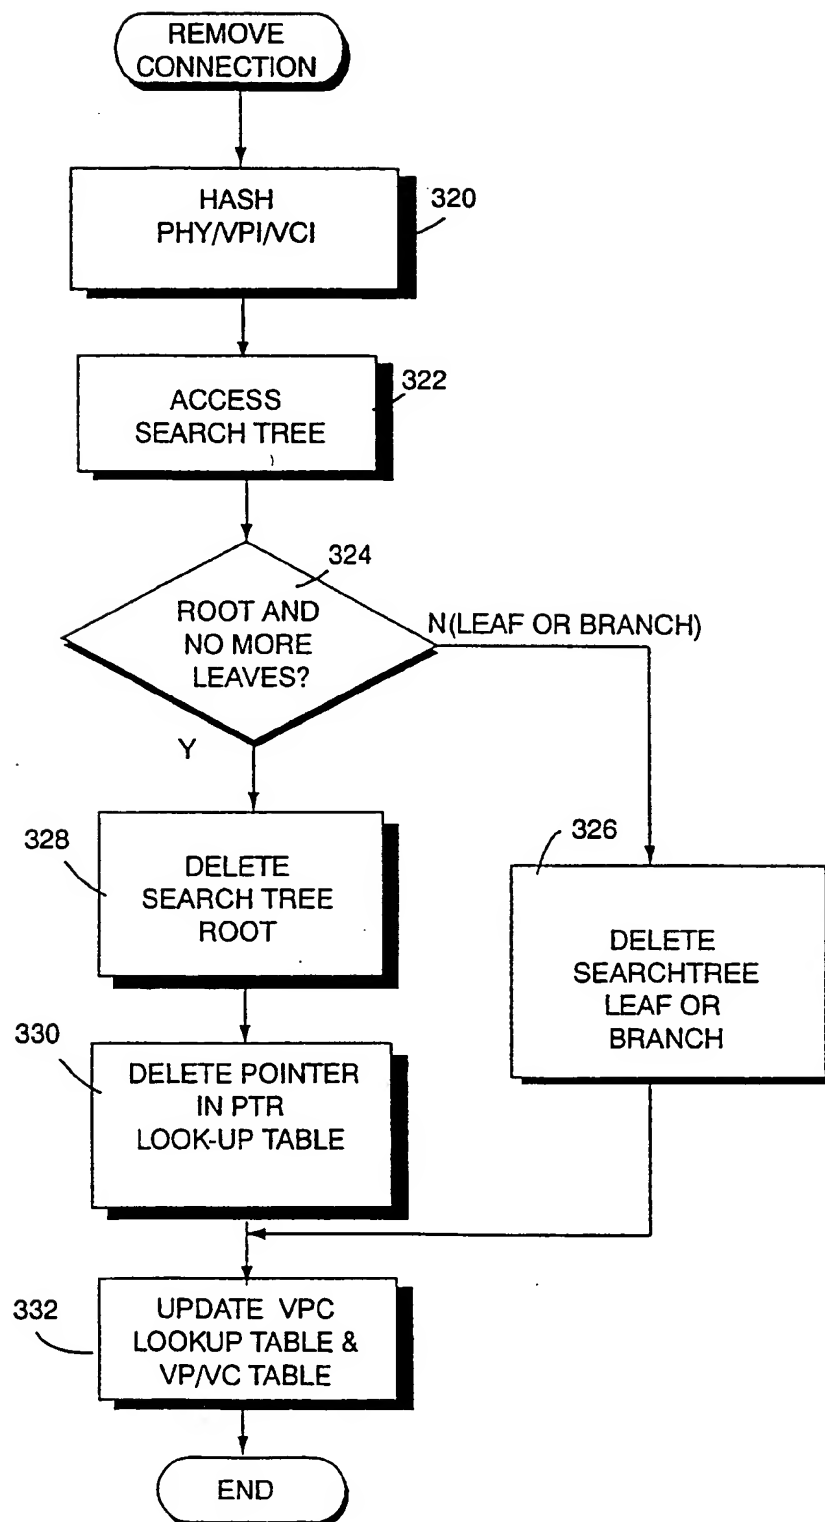 REMOVE
CONNECTION
HASH
PHY/VPI/VCI
320
ACCESS
SEARCH TREE
322
324
ROOT AND
NO MORE
LEAVES?
N(LEAF OR BRANCH)
Y
328
DELETE
SEARCH TREE
ROOT
326
DELETE
SEARCHTREE
LEAF OR
BRANCH
330
DELETE POINTER
IN PTR
LOOK-UP TABLE
332
UPDATE VPC
LOOKUP TABLE &
VP/VC TABLE
END